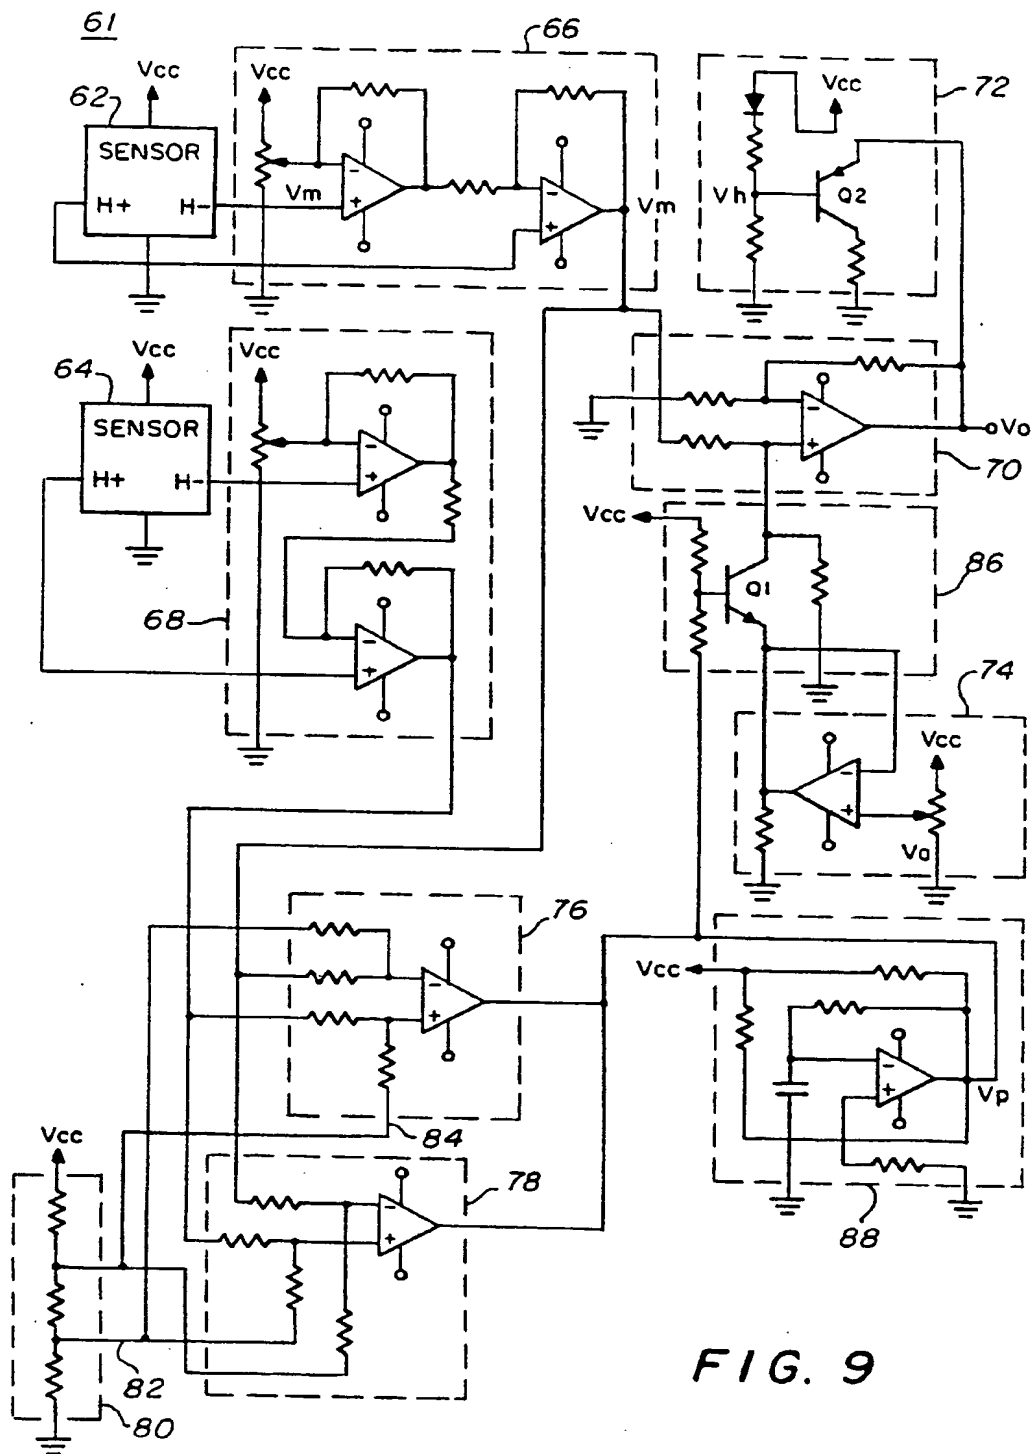 61
66
Vcc
Vcc
Vcc
72
62
SENSOR
H+ H-
Vm
Vm
Vh
Q2
Vcc
Vcc
64
SENSOR
H+ H-
Vo
70
Vcc
Q1
86
68
74
Vcc
Va
76
Vcc
Vp
84
Vcc
78
88
82
80
FIG. 9
- + - +
- + - +
- +
- +
- +
- +
- +